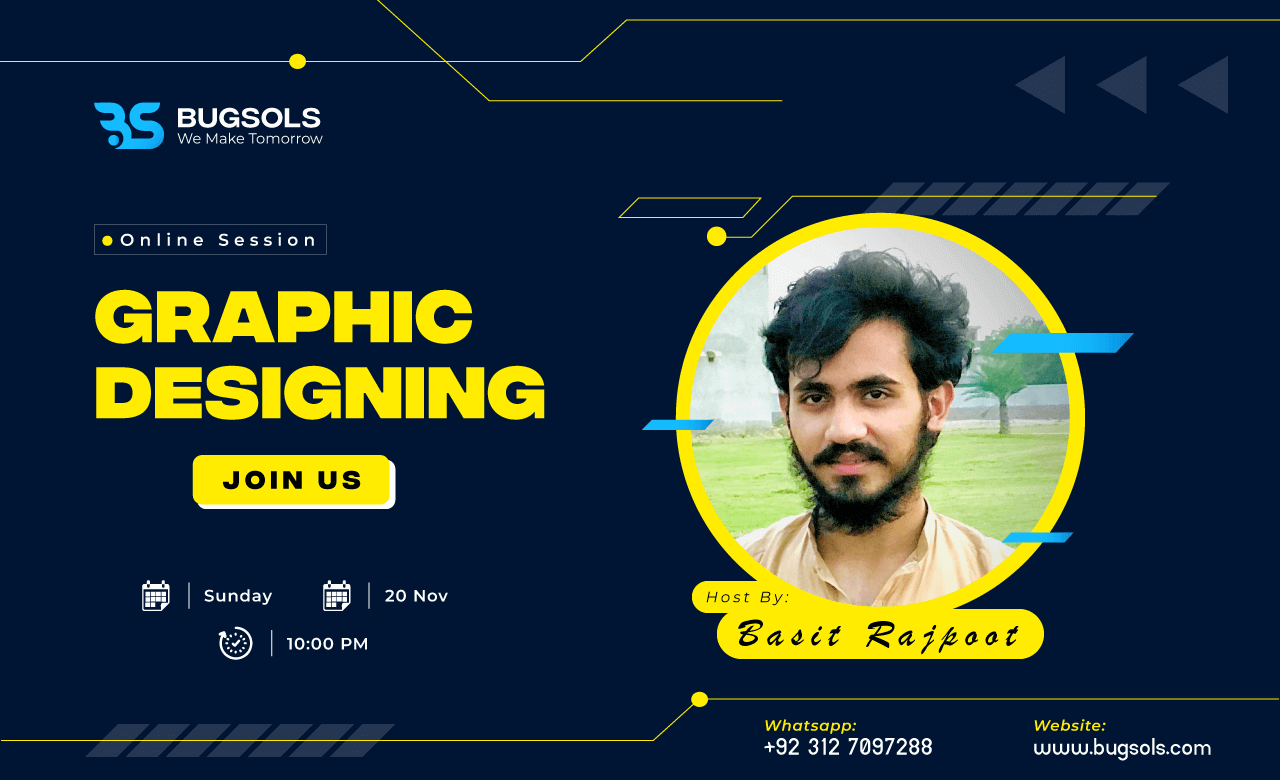 BUGSOLS
We Make Tomorrow
Online Session
GRAPHIC
DESIGNING
JOIN US
Sunday
20 Nov
10:00 PM
Host By:
Basit Rajpoot
Whatsapp:
+92 312 7097288
Website:
www.bugsols.com